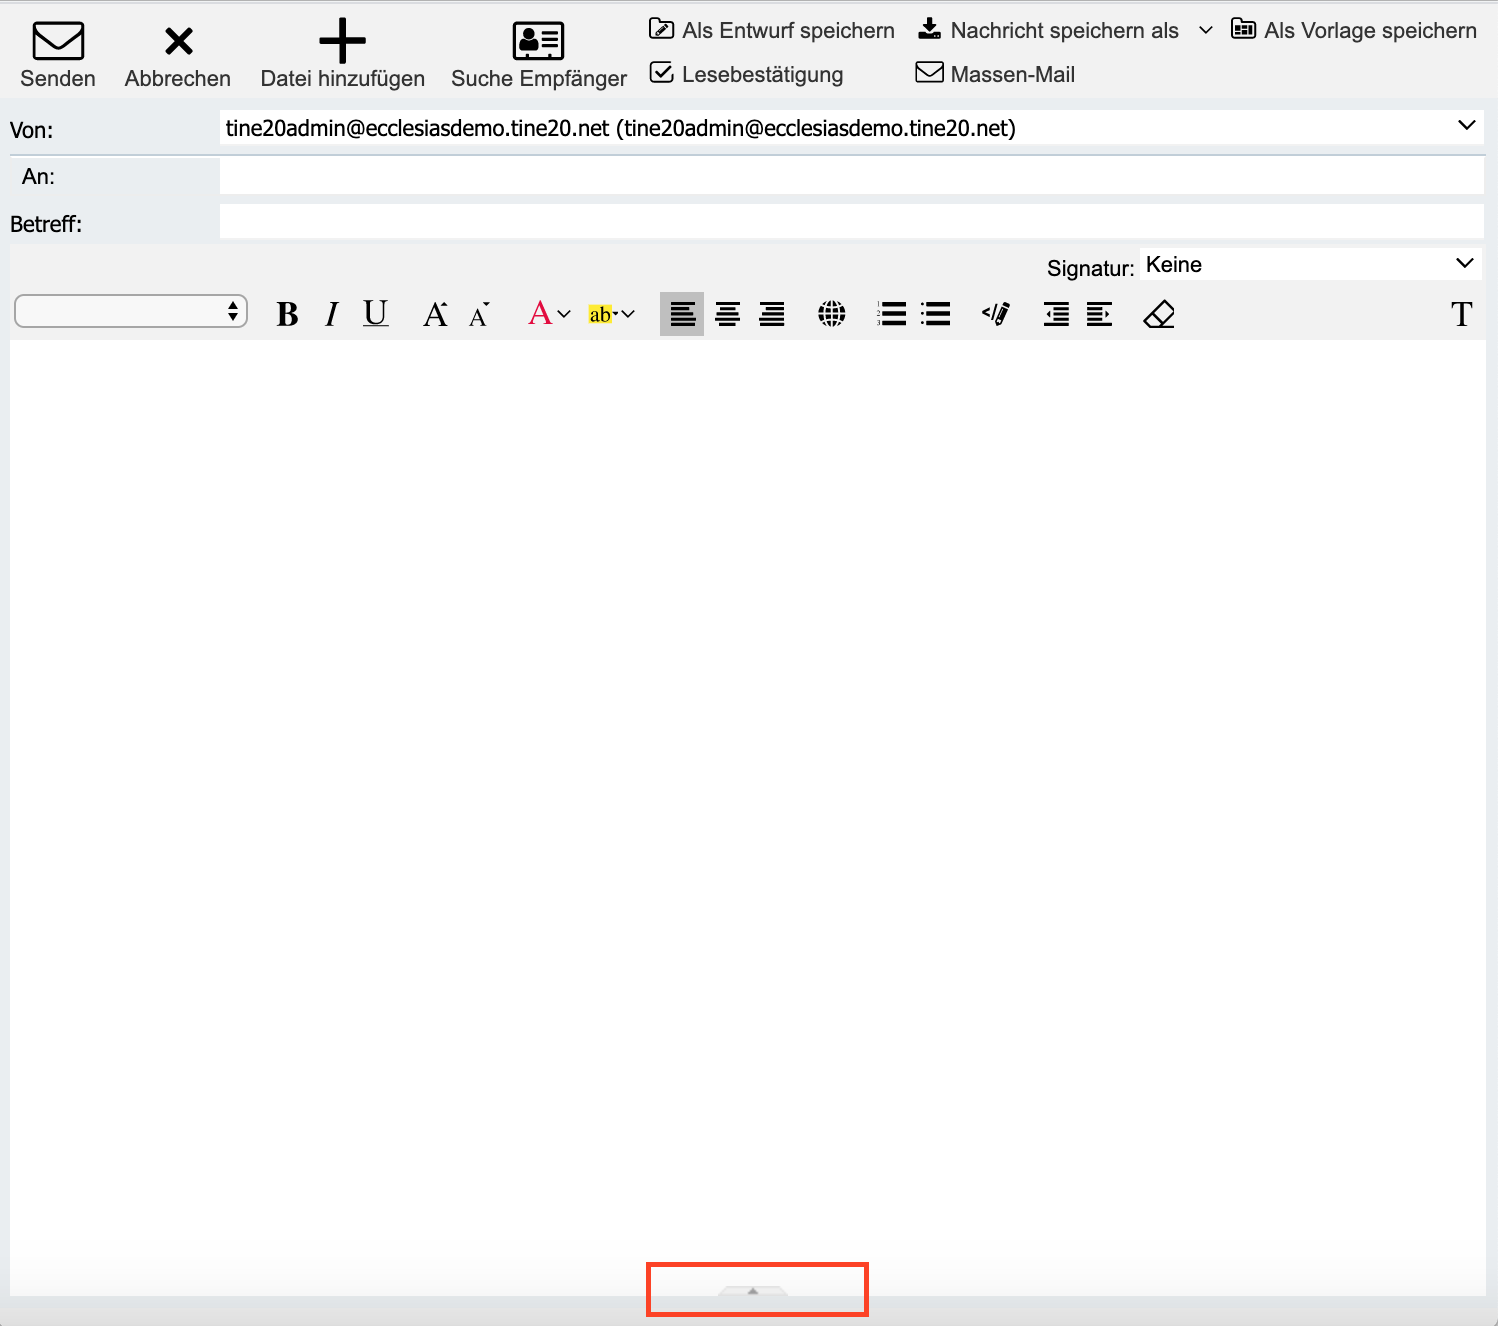 Senden Abbrechen Datei hinzufügen Suche Empfänger
Als Entwurf speichern Nachricht speichern als Als Vorlage speichern
Lesebestätigung Massen-Mail
Von: tine20admin@ecclesiasdemo.tine20.net (tine20admin@ecclesiasdemo.tine20.net)
An:
Betreff:
Signatur: Keine
B I U A A A ab T